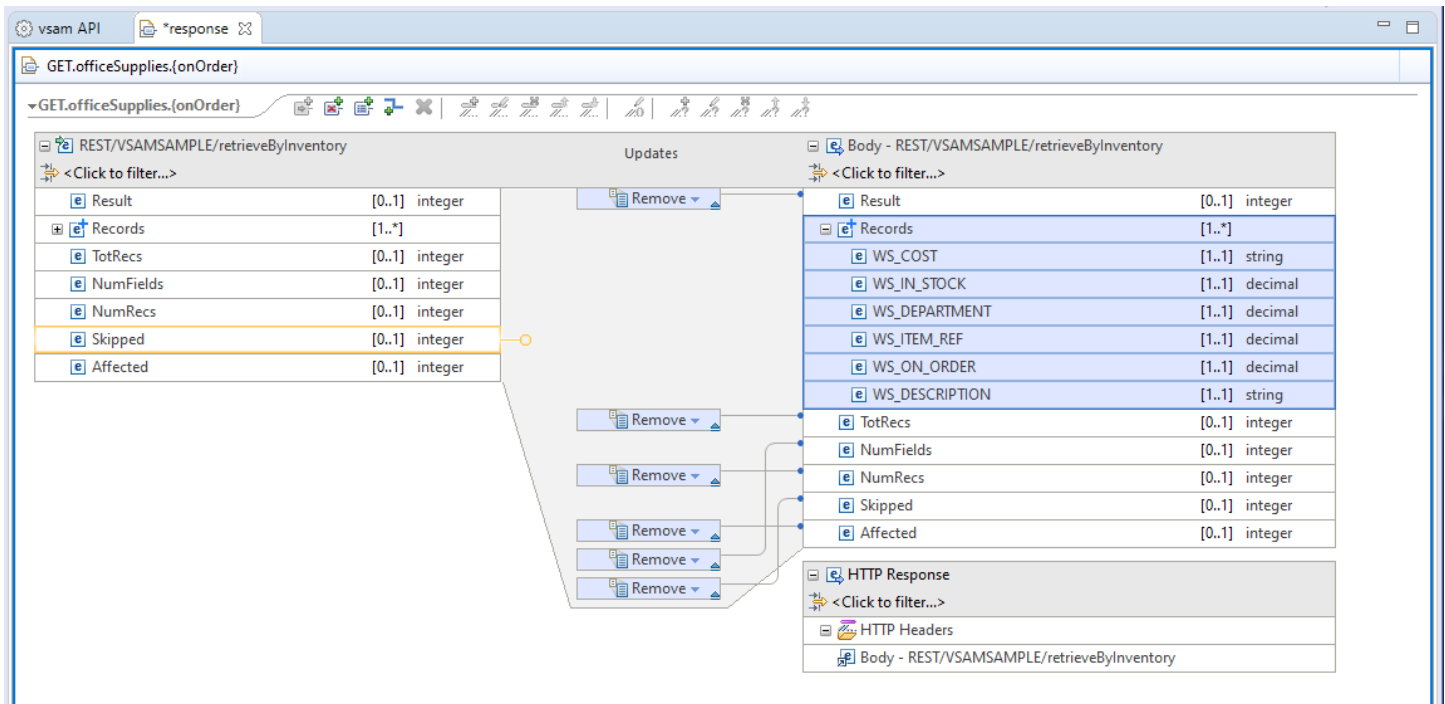 vsam API
*response
GET.officeSupplies.{onOrder}
GET.officeSupplies.{onOrder}
REST/VSAMSAMPLE/retrieveByInventory
<Click to filter...>
Result [0..1] integer
Records [1..*]
TotRecs [0..1] integer
NumFields [0..1] integer
NumRecs [0..1] integer
Skipped [0..1] integer
Affected [0..1] integer
Updates
Remove
Remove
Remove
Remove
Remove
Remove
Body - REST/VSAMSAMPLE/retrieveByInventory
<Click to filter...>
Result [0..1] integer
Records [1..*]
WS_COST [1..1] string
WS_IN_STOCK [1..1] decimal
WS_DEPARTMENT [1..1] decimal
WS_ITEM_REF [1..1] decimal
WS_ON_ORDER [1..1] decimal
WS_DESCRIPTION [1..1] string
TotRecs [0..1] integer
NumFields [0..1] integer
NumRecs [0..1] integer
Skipped [0..1] integer
Affected [0..1] integer
HTTP Response
<Click to filter...>
HTTP Headers
Body - REST/VSAMSAMPLE/retrieveByInventory